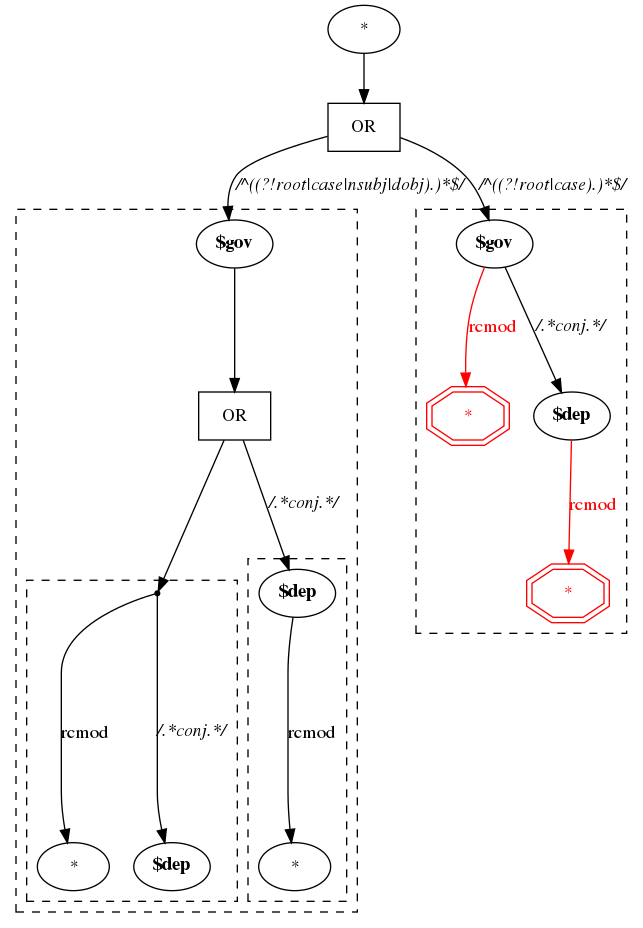 *
OR
/^((?!root|case|nsubj|dobj).)*$/
/^((?!root|case).)*$/
$gov
$gov
rcmod
/.*conj.*/
OR
*
$dep
/.*conj.*/
rcmod
$dep
*
rcmod
/.*conj.*/
rcmod
*
$dep
*